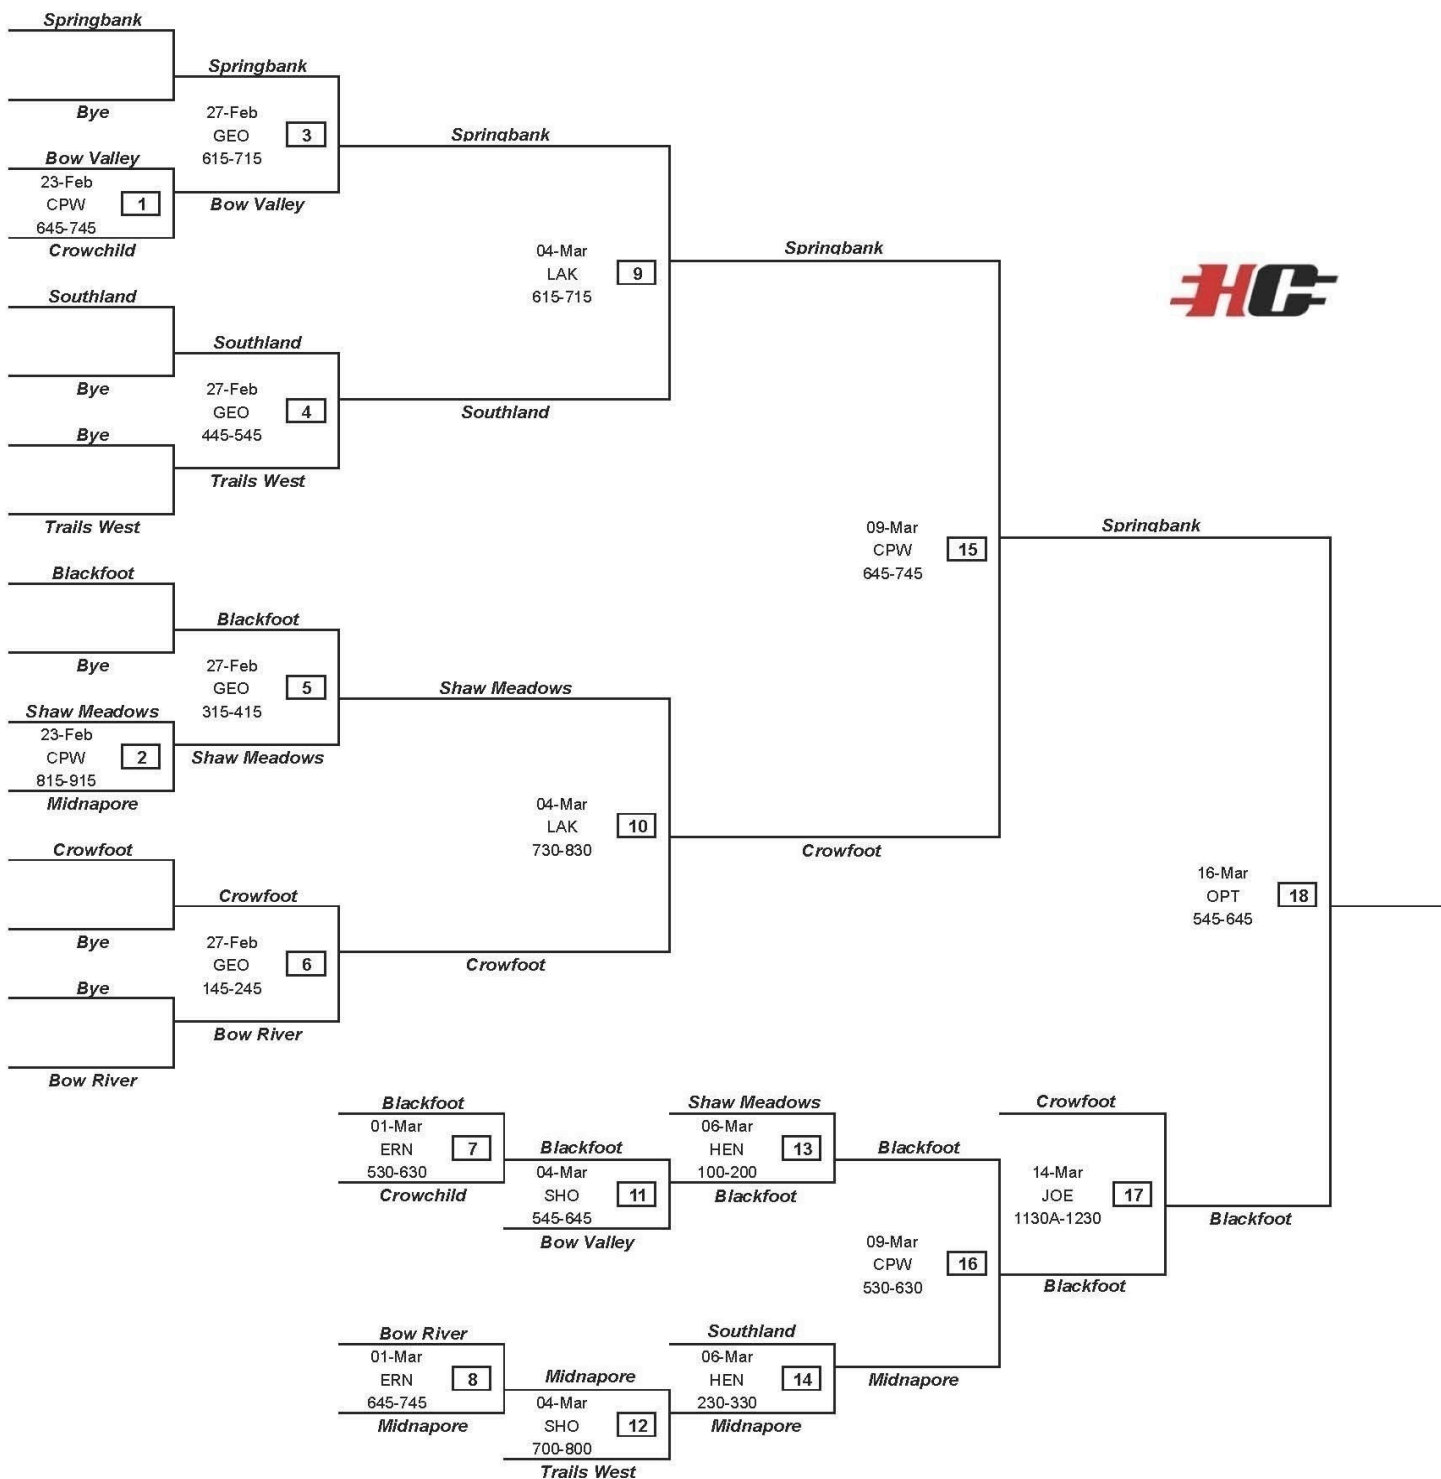 Springbank
Springbank
Bye
27-Feb
GEO
3
615-715
Springbank
Bow Valley
23-Feb
CPW
1
645-745
Bow Valley
Crowchild
04-Mar
LAK
9
615-715
Springbank
HC
Southland
Southland
Bye
27-Feb
GEO
4
445-545
Southland
Bye
Trails West
Trails West
09-Mar
CPW
15
645-745
Springbank
Blackfoot
Blackfoot
Bye
27-Feb
GEO
5
315-415
Shaw Meadows
Shaw Meadows
23-Feb
CPW
2
815-915
Shaw Meadows
Midnapore
04-Mar
LAK
10
730-830
Crowfoot
Crowfoot
Crowfoot
Bye
27-Feb
GEO
6
145-245
Crowfoot
Bye
Bow River
Bow River
16-Mar
OPT
18
545-645
Blackfoot
01-Mar
ERN
7
530-630
Crowchild
Blackfoot
04-Mar
SHO
11
545-645
Bow Valley
Shaw Meadows
06-Mar
HEN
13
100-200
Blackfoot
Blackfoot
09-Mar
CPW
16
530-630
Crowfoot
14-Mar
JOE
17
1130A-1230
Blackfoot
Blackfoot
Bow River
01-Mar
ERN
8
645-745
Midnapore
Midnapore
04-Mar
SHO
12
700-800
Trails West
Southland
06-Mar
HEN
14
230-330
Midnapore
Midnapore